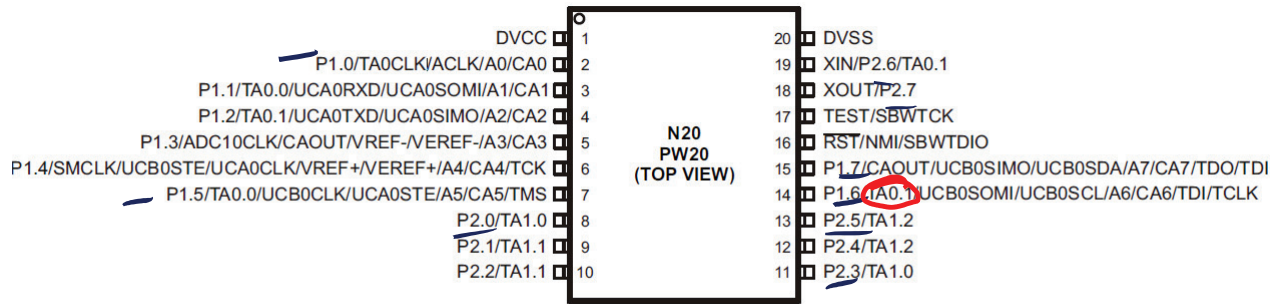 DVCC 1
P1.0/TA0CLK/ACLK/A0/CA0 2
P1.1/TA0.0/UCA0RXD/UCA0SOMI/A1/CA1 3
P1.2/TA0.1/UCA0TXD/UCA0SIMO/A2/CA2 4
P1.3/ADC10CLK/CAOUT/VREF-/VEREF-/A3/CA3 5
P1.4/SMCLK/UCB0STE/UCA0CLK/VREF+/VEREF+/A4/CA4/TCK 6
P1.5/TA0.0/UCB0CLK/UCA0STE/A5/CA5/TMS 7
P2.0/TA1.0 8
P2.1/TA1.1 9
P2.2/TA1.1 10
N20
PW20
(TOP VIEW)
20 DVSS
19 XIN/P2.6/TA0.1
18 XOUT/P2.7
17 TEST/SBWTCK
16 RST/NMI/SBWTDIO
15 P1.7/CAOUT/UCB0SIMO/UCB0SDA/A7/CA7/TDO/TDI
14 P1.6/TA0.1/UCB0SOMI/UCB0SCL/A6/CA6/TDI/TCLK
13 P2.5/TA1.2
12 P2.4/TA1.2
11 P2.3/TA1.0